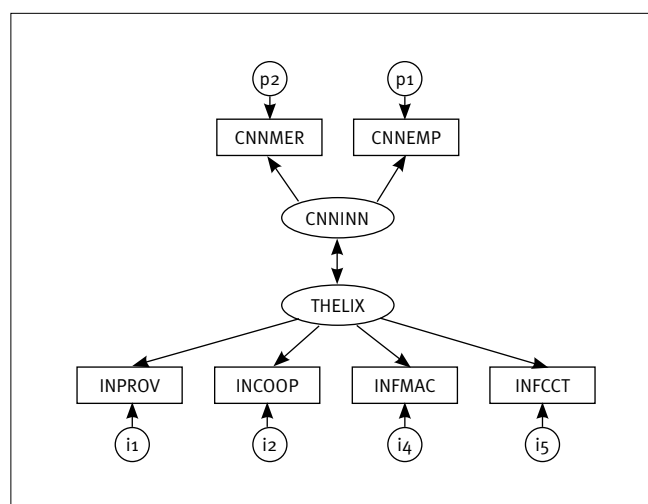 p2 p1
CNNMER CNNEMP
CNNINN
THELIX
INPROV INCOOP INFMAC INFCCT
i1 i2 i4 i5